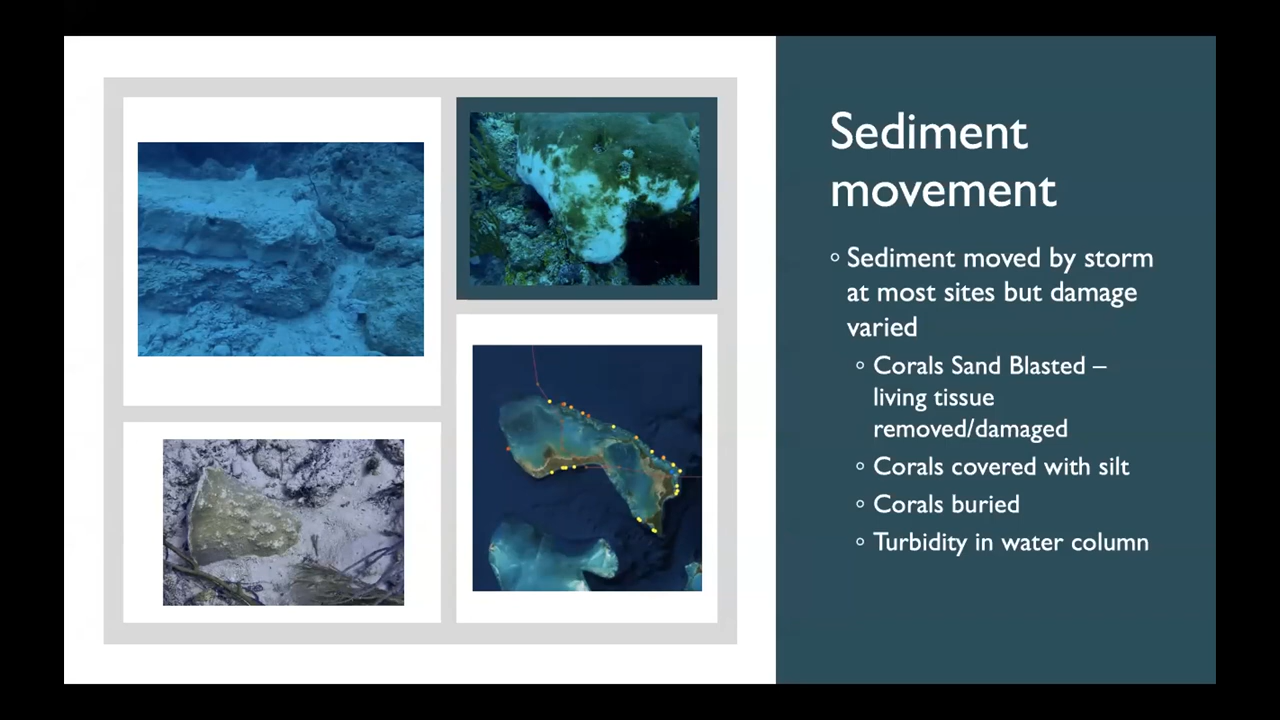 Sediment
movement
Sediment moved by storm
at most sites but damage
varied
Corals Sand Blasted –
living tissue
removed/damaged
Corals covered with silt
Corals buried
Turbidity in water column